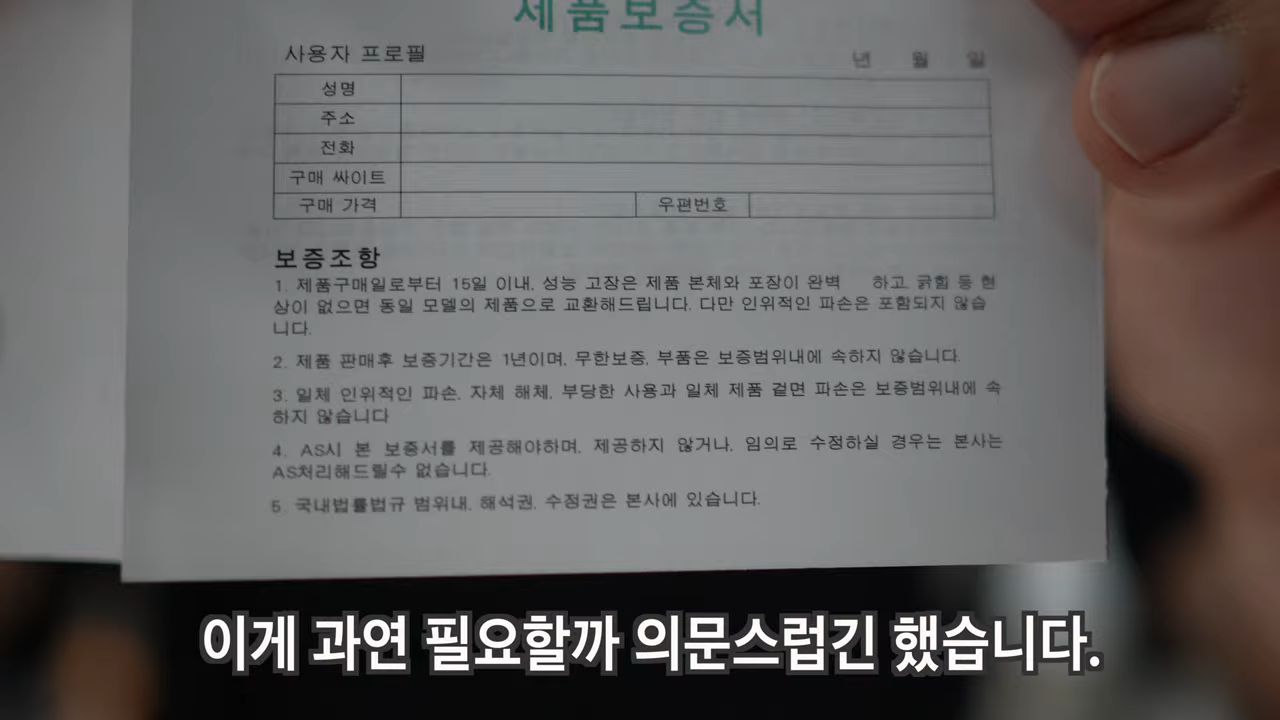 제품보증서
사용자 프로필 년 월 일
성명
주소
전화
구매 싸이트
구매 가격 우편번호
보증조항
1. 제품구매일로부터 15일 이내, 성능 고장은 제품 본체와 포장이 완벽 하고, 긁힘 등 현
상이 없으면 동일 모델의 제품으로 교환해드립니다. 다만 인위적인 파손은 포함되지 않습
니다.
2. 제품 판매후 보증기간은 1년이며, 무한보증, 부품은 보증범위내에 속하지 않습니다.
3. 일체 인위적인 파손, 자체 해체, 부당한 사용과 일체 제품 겉면 파손은 보증범위내에 속
하지 않습니다
4. AS시 본 보증서를 제공해야하며, 제공하지 않거나, 임의로 수정하실 경우는 본사는
AS처리해드릴수 없습니다.
5. 국내법률법규 범위내, 해석권, 수정권은 본사에 있습니다.
이게 과연 필요할까 의문스럽긴 했습니다.